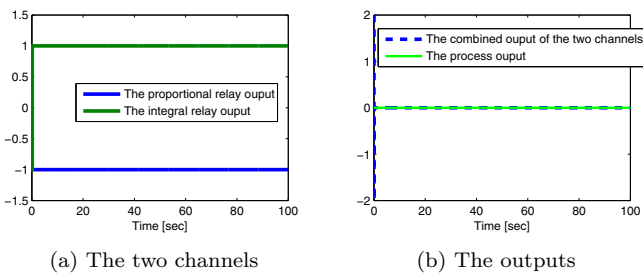 1.5
1
0.5
0
−0.5
−1
−1.5
The proportional relay ouput
The integral relay ouput
0 20 40 60 80 100
Time [sec]
(a) The two channels
2
1
0
−1
−2
The combined ouput of the two channels
The process ouput
0 20 40 60 80 100
Time [sec]
(b) The outputs